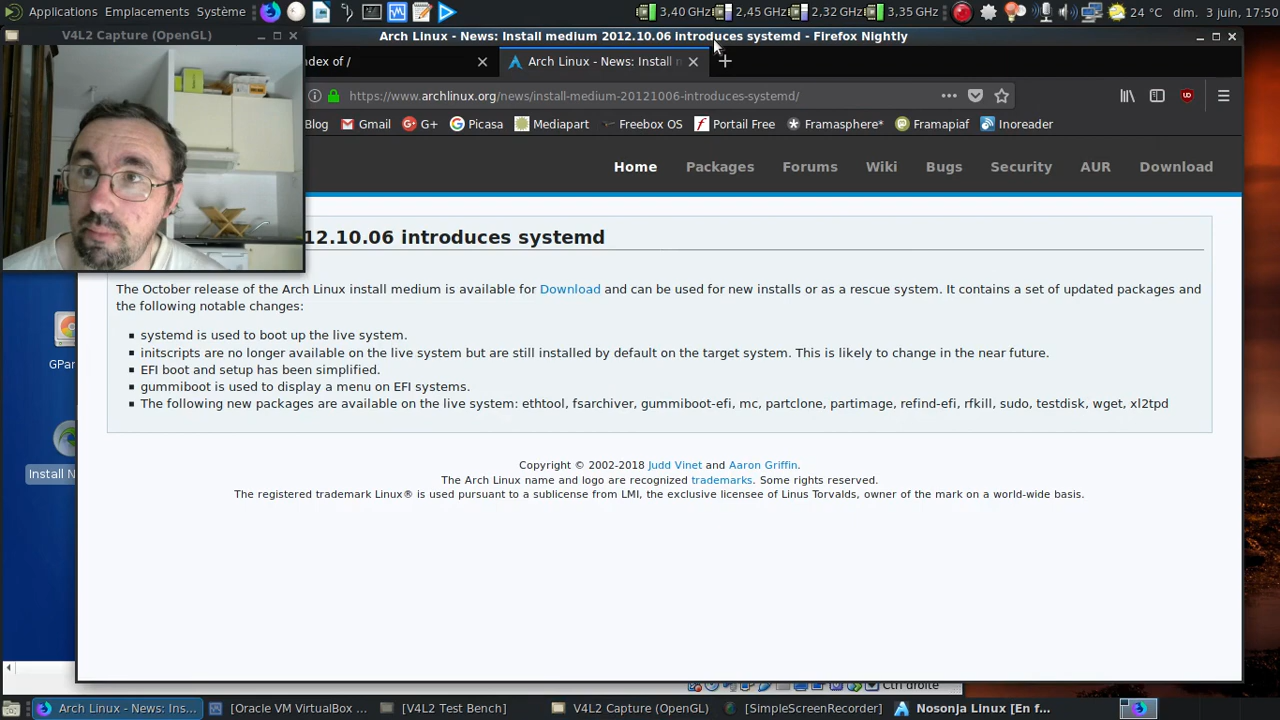 Applications Emplacements Système
3,40 GHz 2,45 GHz 2,32 GHz 3,35 GHz 24 °C dim. 3 juin, 17:50
V4L2 Capture (OpenGL)
Arch Linux - News: Install medium 2012.10.06 introduces systemd - Firefox Nightly
ndex of /
Arch Linux - News: Install
https://www.archlinux.org/news/install-medium-20121006-introduces-systemd/
Blog Gmail G+ Picasa Mediapart Freebox OS Portail Free Framasphère* Framapiaf Inoreader
Home Packages Forums Wiki Bugs Security AUR Download
12.10.06 introduces systemd
The October release of the Arch Linux install medium is available for Download and can be used for new installs or as a rescue system. It contains a set of updated packages and
the following notable changes:
systemd is used to boot up the live system.
initscripts are no longer available on the live system but are still installed by default on the target system. This is likely to change in the near future.
EFI boot and setup has been simplified.
gummiboot is used to display a menu on EFI systems.
The following new packages are available on the live system: ethtool, fsarchiver, gummiboot-efi, mc, partclone, partimage, refind-efi, rfkill, sudo, testdisk, wget, xl2tpd
GPar
Install N
Copyright © 2002-2018 Judd Vinet and Aaron Griffin.
The Arch Linux name and logo are recognized trademarks. Some rights reserved.
The registered trademark Linux® is used pursuant to a sublicense from LMI, the exclusive licensee of Linus Torvalds, owner of the mark on a world-wide basis.
Ctrl droite
Arch Linux - News: Ins... [Oracle VM VirtualBox ... [V4L2 Test Bench] V4L2 Capture (OpenGL) [SimpleScreenRecorder] Nosonja Linux [En f...